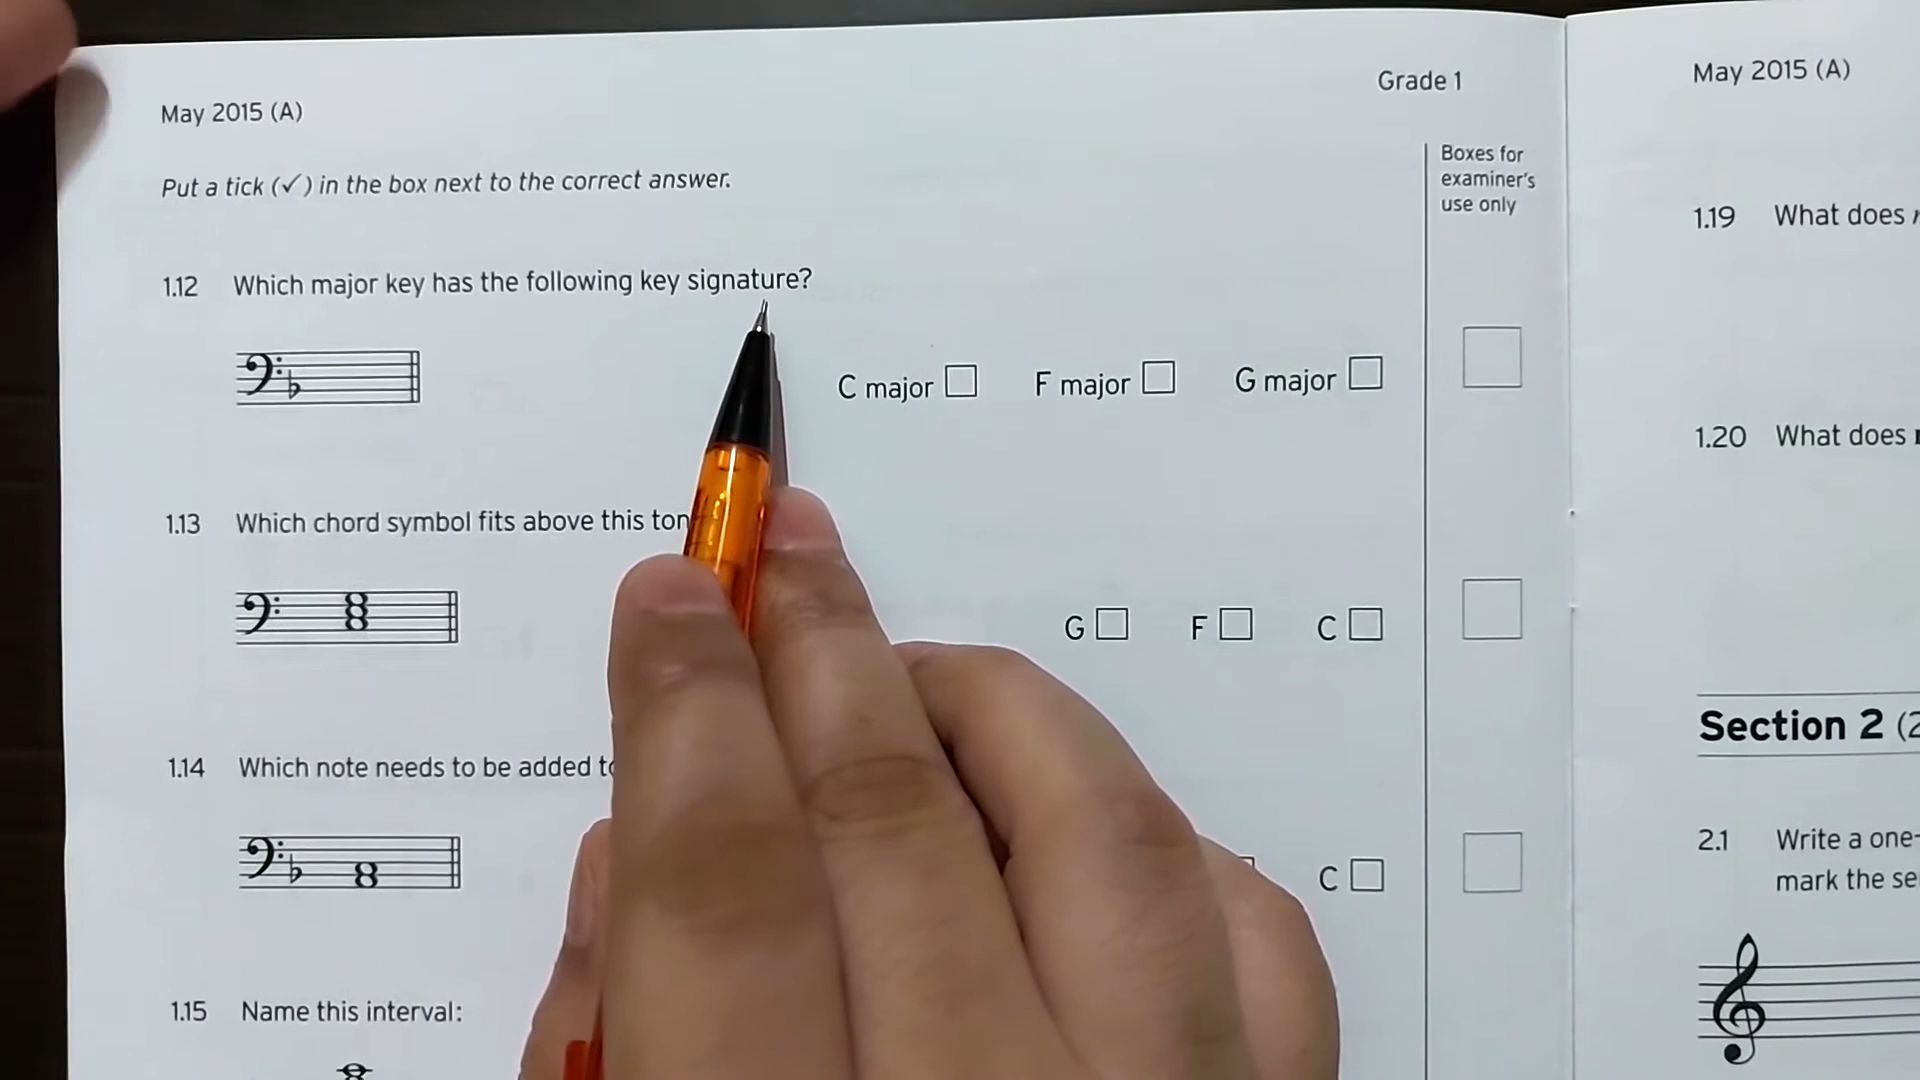 May 2015 (A)
Grade 1
Boxes for
examiner's
use only
Put a tick (✓) in the box next to the correct answer.
1.12 Which major key has the following key signature?
C major F major G major
1.13 Which chord symbol fits above this
G F C
1.14 Which note needs to be added
C
1.15 Name this interval:
May 2015 (A)
1.19 What does
1.20 What does
Section 2
2.1 Write a one-
mark the